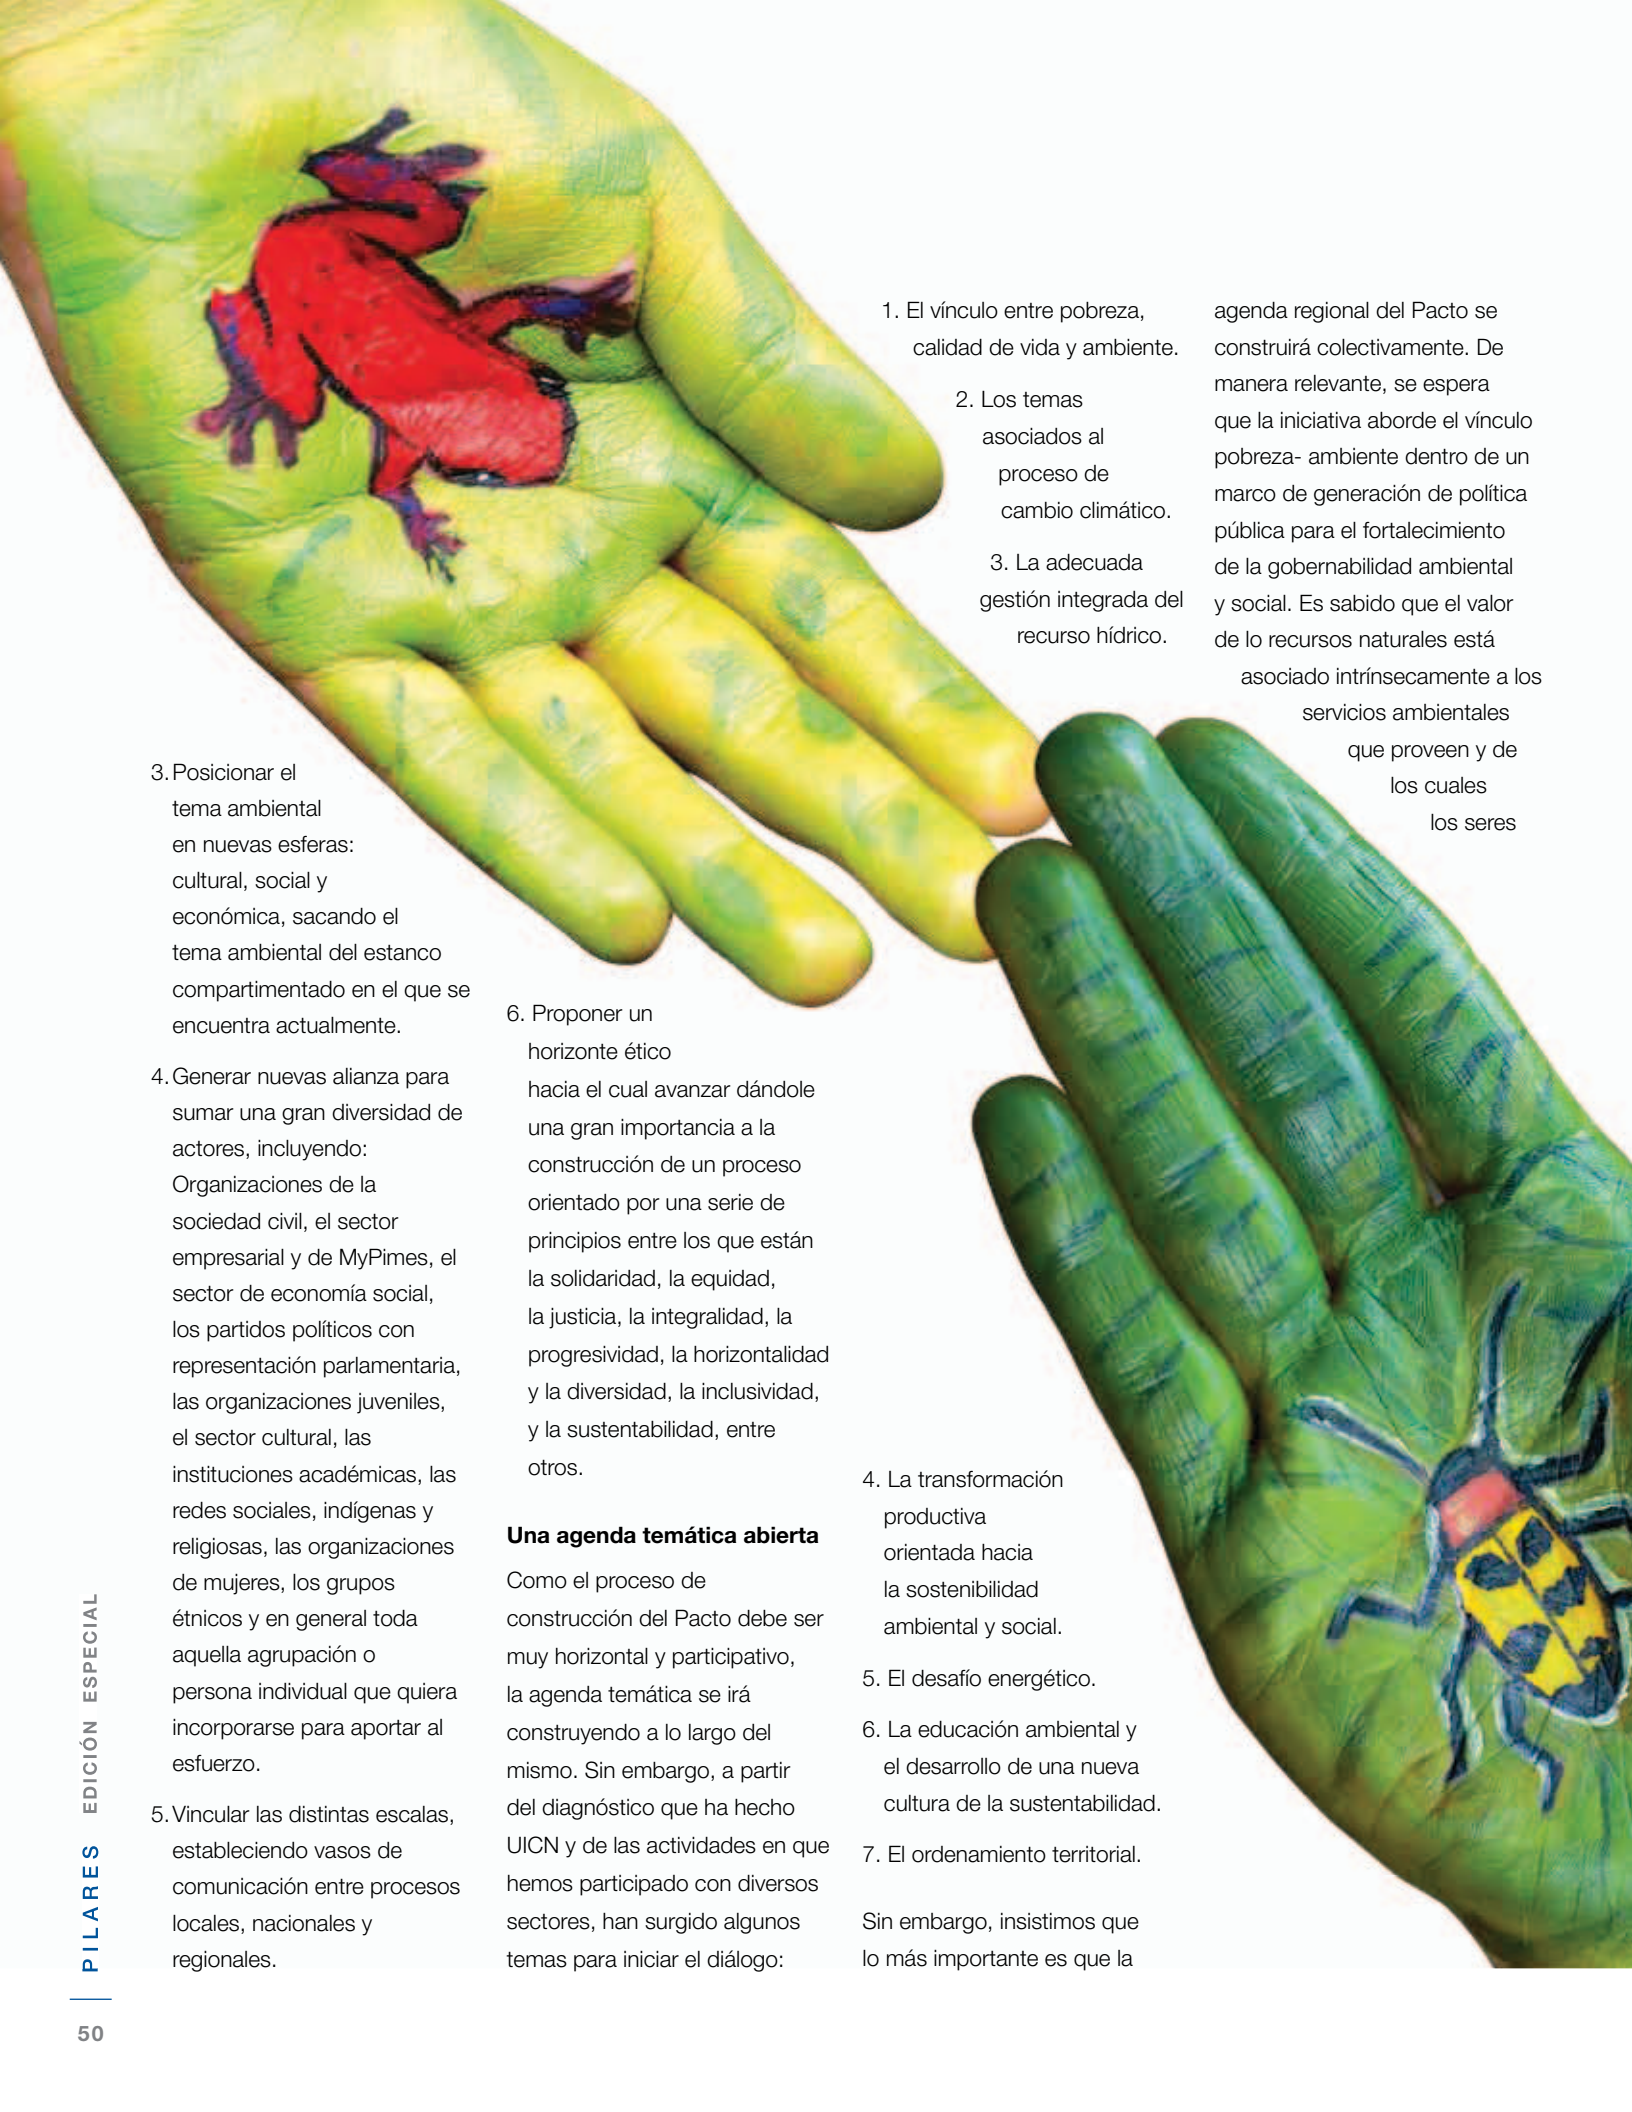 3. Posicionar el
tema ambiental
en nuevas esferas:
cultural, social y
económica, sacando el
tema ambiental del estanco
compartimentado en el que se
encuentra actualmente.
4. Generar nuevas alianza para
sumar una gran diversidad de
actores, incluyendo:
Organizaciones de la
sociedad civil, el sector
empresarial y de MyPimes, el
sector de economía social,
los partidos políticos con
representación parlamentaria,
las organizaciones juveniles,
el sector cultural, las
instituciones académicas, las
redes sociales, indígenas y
religiosas, las organizaciones
de mujeres, los grupos
étnicos y en general toda
aquella agrupación o
persona individual que quiera
incorporarse para aportar al
esfuerzo.
5. Vincular las distintas escalas,
estableciendo vasos de
comunicación entre procesos
locales, nacionales y
regionales.
6. Proponer un
horizonte ético
hacia el cual avanzar dándole
una gran importancia a la
construcción de un proceso
orientado por una serie de
principios entre los que están
la solidaridad, la equidad,
la justicia, la integralidad, la
progresividad, la horizontalidad
y la diversidad, la inclusividad,
y la sustentabilidad, entre
otros.
Una agenda temática abierta
Como el proceso de
construcción del Pacto debe ser
muy horizontal y participativo,
la agenda temática se irá
construyendo a lo largo del
mismo. Sin embargo, a partir
del diagnóstico que ha hecho
UICN y de las actividades en que
hemos participado con diversos
sectores, han surgido algunos
temas para iniciar el diálogo:
1. El vínculo entre pobreza,
calidad de vida y ambiente.
2. Los temas
asociados al
proceso de
cambio climático.
3. La adecuada
gestión integrada del
recurso hídrico.
4. La transformación
productiva
orientada hacia
la sostenibilidad
ambiental y social.
5. El desafío energético.
6. La educación ambiental y
el desarrollo de una nueva
cultura de la sustentabilidad.
7. El ordenamiento territorial.
Sin embargo, insistimos que
lo más importante es que la
agenda regional del Pacto se
construirá colectivamente. De
manera relevante, se espera
que la iniciativa aborde el vínculo
pobreza- ambiente dentro de un
marco de generación de política
pública para el fortalecimiento
de la gobernabilidad ambiental
y social. Es sabido que el valor
de lo recursos naturales está
asociado intrínsecamente a los
servicios ambientales
que proveen y de
los cuales
los seres
PILARES EDICIÓN ESPECIAL
50